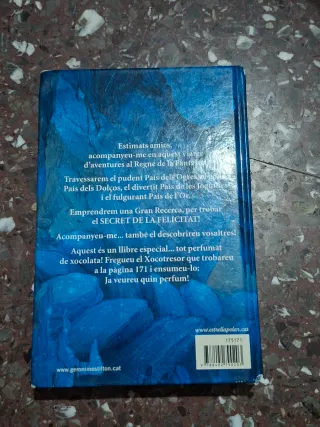 Estimats amics,
acompanyeu-me en aquest viatge
d'aventures al Regne de la Fantasia!
Travessarem el pudent País dels Ogres, el
País dels Dolços, el divertit País de les Joguines
i el fulgurant País de l'Or.
Emprendrem una Gran Recerca, per trobar
el SECRET DE LA FELICITAT!
Acompanyeu-me... també el descobrireu vosaltres!
Aquest és un llibre especial... tot perfumat
de xocolata! Fregueu el Xocotresor que trobareu
a la pàgina 171 i ensumeu-lo:
Ja veureu quin perfum!
www.estrellapolar.cat
171171
www.geronimostilton.cat